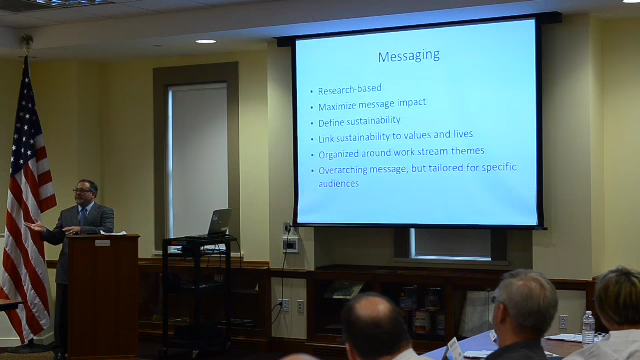 Messaging
• Research-based
• Maximize message impact
• Define sustainability
• Link sustainability to values and lives
• Organized around work stream themes
• Overarching message, but tailored for specific
audiences